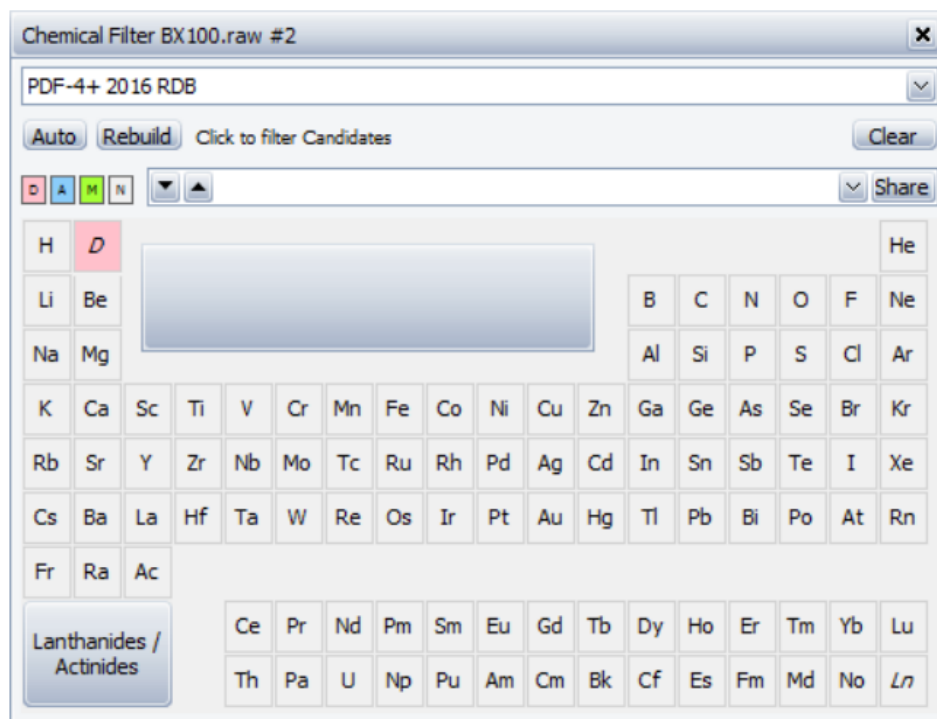 Chemical Filter BX100.raw #2
PDF-4+ 2016 RDB
Auto Rebuild Click to filter Candidates Clear
D A M N Share
H D He
Li Be B C N O F Ne
Na Mg Al Si P S Cl Ar
K Ca Sc Ti V Cr Mn Fe Co Ni Cu Zn Ga Ge As Se Br Kr
Rb Sr Y Zr Nb Mo Tc Ru Rh Pd Ag Cd In Sn Sb Te I Xe
Cs Ba La Hf Ta W Re Os Ir Pt Au Hg Tl Pb Bi Po At Rn
Fr Ra Ac
Lanthanides /
Actinides
Ce Pr Nd Pm Sm Eu Gd Tb Dy Ho Er Tm Yb Lu
Th Pa U Np Pu Am Cm Bk Cf Es Fm Md No Ln